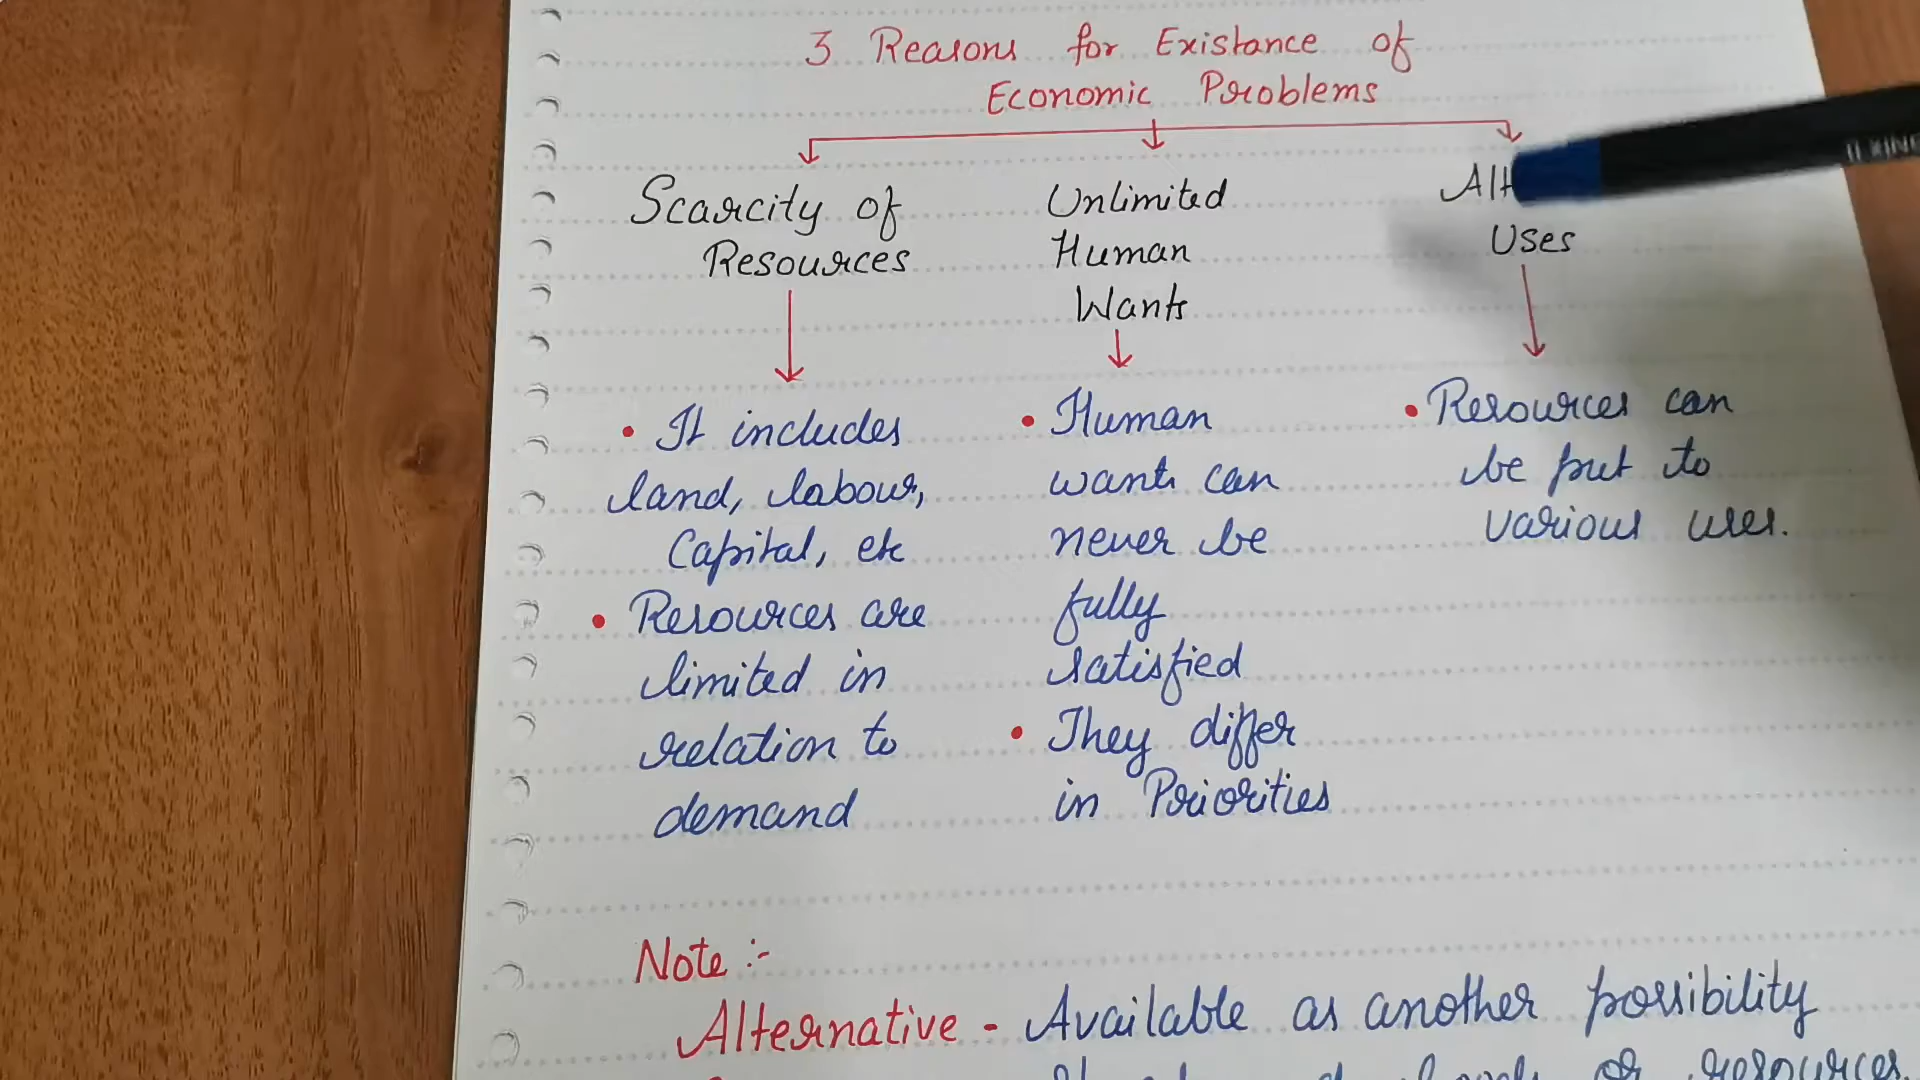 3 Reasons for Existance of
Economic Problems
Scarcity of
Resources
Unlimited
Human
Wants
Uses
• It includes
land, labour,
Capital, etc
• Resources are
limited in
relation to
demand
• Human
wants can
never be
fully
satisfied
• They differ
in Priorities
• Resources can
be put to
various uses.
Note :-
Alternative - Available as another possibility
or resources.